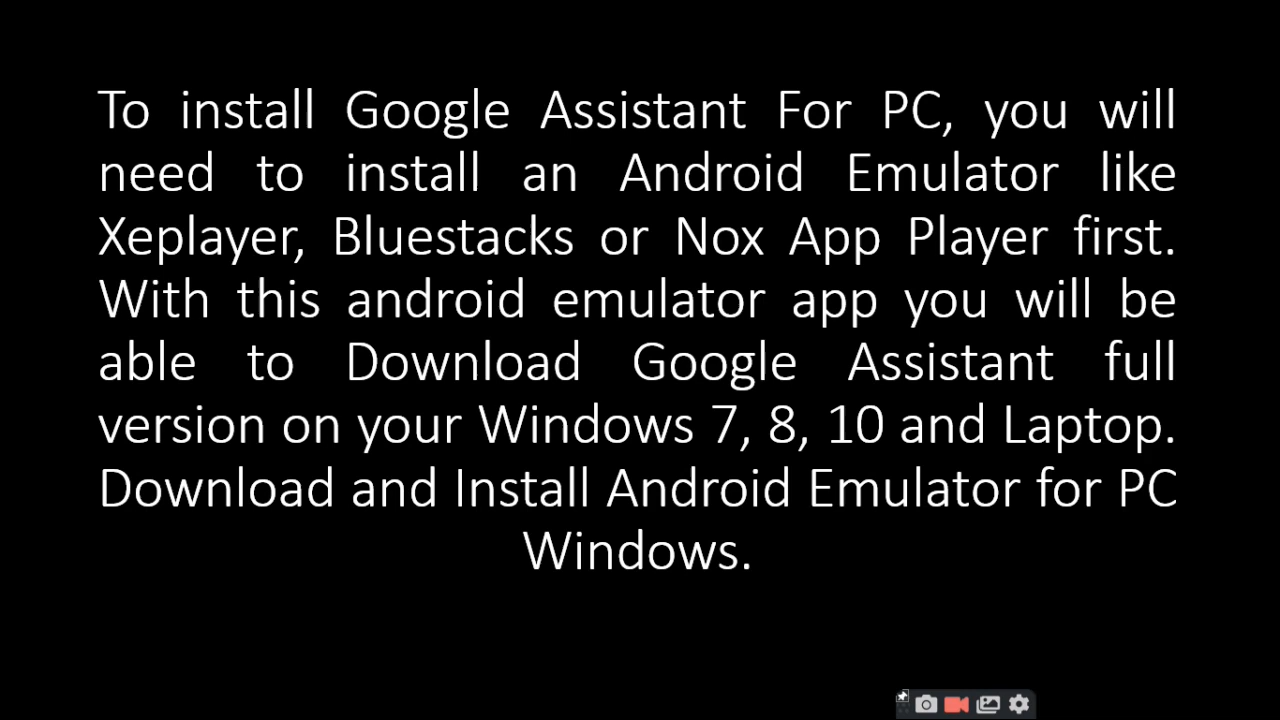 To install Google Assistant For PC, you will
need to install an Android Emulator like
Xeplayer, Bluestacks or Nox App Player first.
With this android emulator app you will be
able to Download Google Assistant full
version on your Windows 7, 8, 10 and Laptop.
Download and Install Android Emulator for PC
Windows.